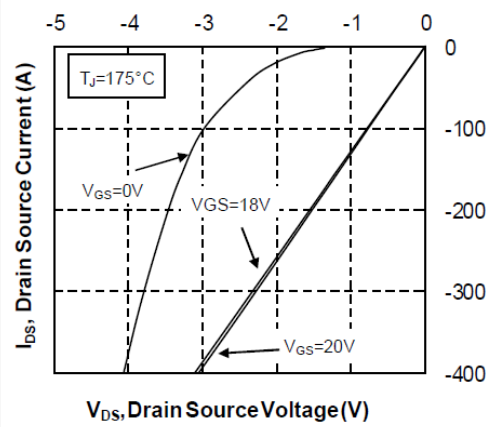 -5 -4 -3 -2 -1 0
TJ=175°C
0
-100
VGS=0V
VGS=18V
-200
-300
VGS=20V
-400
IDS, Drain Source Current (A)
VDS, Drain Source Voltage (V)